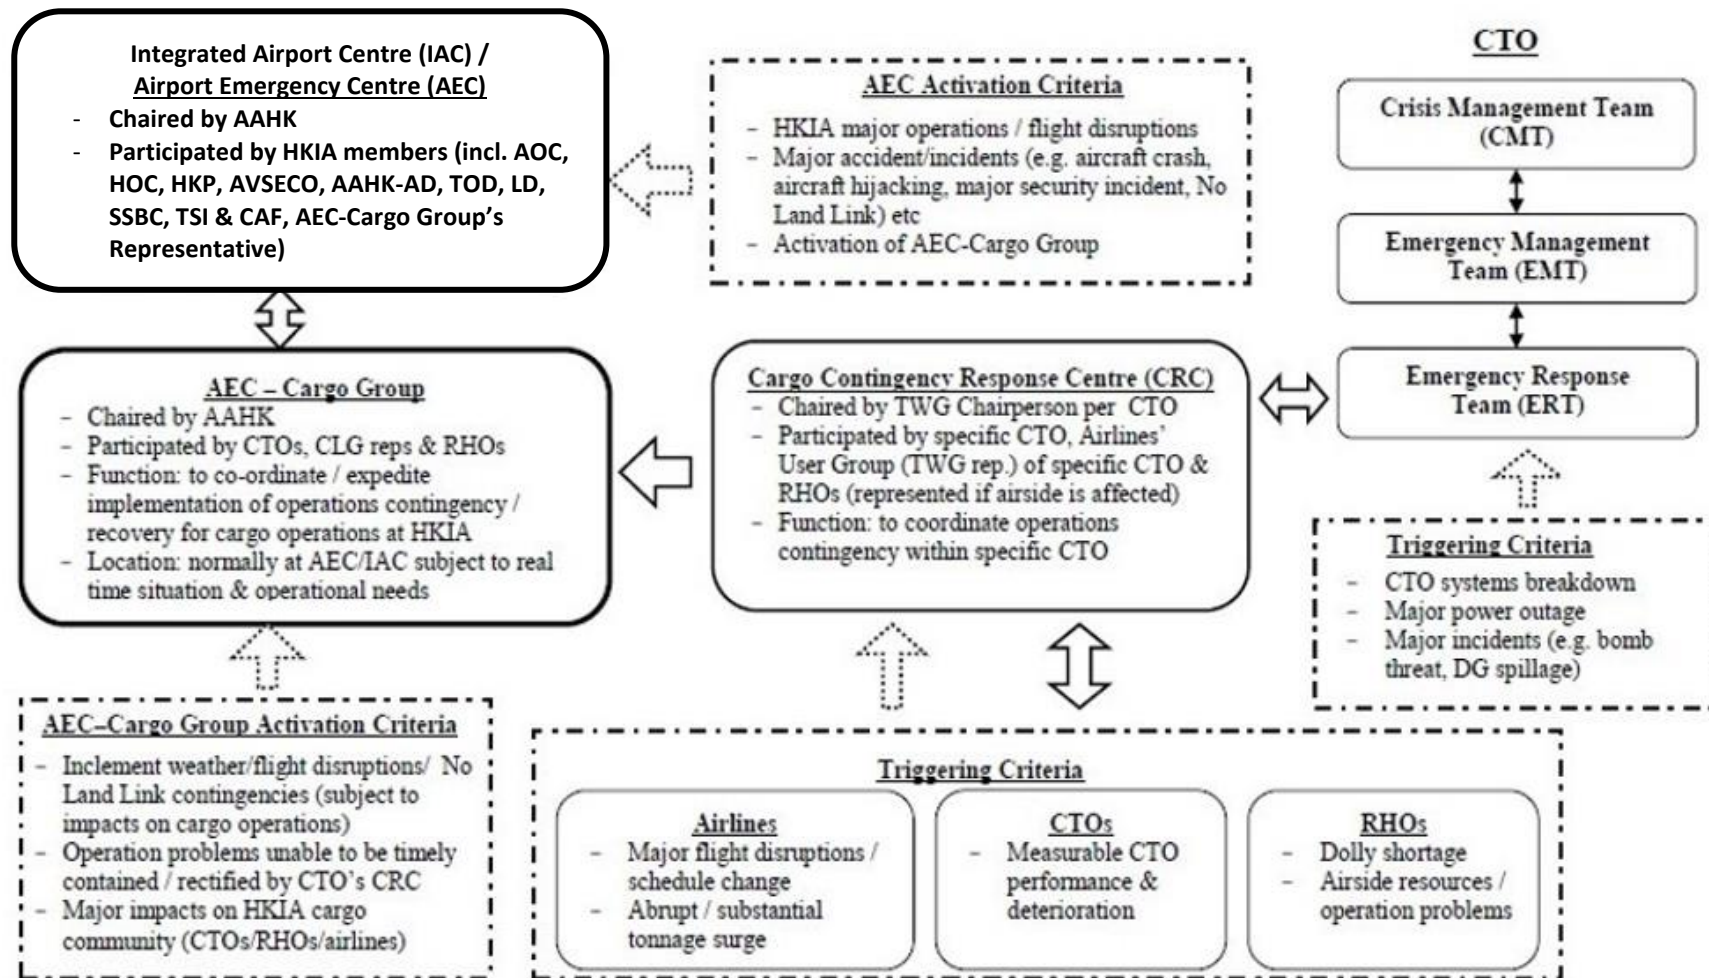 Integrated Airport Centre (IAC) /
Airport Emergency Centre (AEC)
- Chaired by AAHK
- Participated by HKIA members (incl. AOC,
HOC, HKP, AVSECO, AAHK-AD, TOD, LD,
SSBC, TSI & CAF, AEC-Cargo Group’s
Representative)
AEC Activation Criteria
- HKIA major operations / flight disruptions
- Major accident/incidents (e.g. aircraft crash,
aircraft hijacking, major security incident, No
Land Link) etc
- Activation of AEC-Cargo Group
CTO
Crisis Management Team
(CMT)
Emergency Management
Team (EMT)
Emergency Response
Team (ERT)
AEC – Cargo Group
- Chaired by AAHK
- Participated by CTOs, CLG reps & RHOs
- Function: to co-ordinate / expedite
implementation of operations contingency /
recovery for cargo operations at HKIA
- Location: normally at AEC/IAC subject to real
time situation & operational needs
Cargo Contingency Response Centre (CRC)
- Chaired by TWG Chairperson per CTO
- Participated by specific CTO, Airlines’
User Group (TWG rep.) of specific CTO &
RHOs (represented if airside is affected)
- Function: to coordinate operations
contingency within specific CTO
Triggering Criteria
- CTO systems breakdown
- Major power outage
- Major incidents (e.g. bomb
threat, DG spillage)
AEC–Cargo Group Activation Criteria
- Inclement weather/flight disruptions/ No
Land Link contingencies (subject to
impacts on cargo operations)
- Operation problems unable to be timely
contained / rectified by CTO’s CRC
- Major impacts on HKIA cargo
community (CTOs/RHOs/airlines)
Triggering Criteria
Airlines
- Major flight disruptions /
schedule change
- Abrupt / substantial
tonnage surge
CTOs
- Measurable CTO
performance &
deterioration
RHOs
- Dolly shortage
- Airside resources /
operation problems